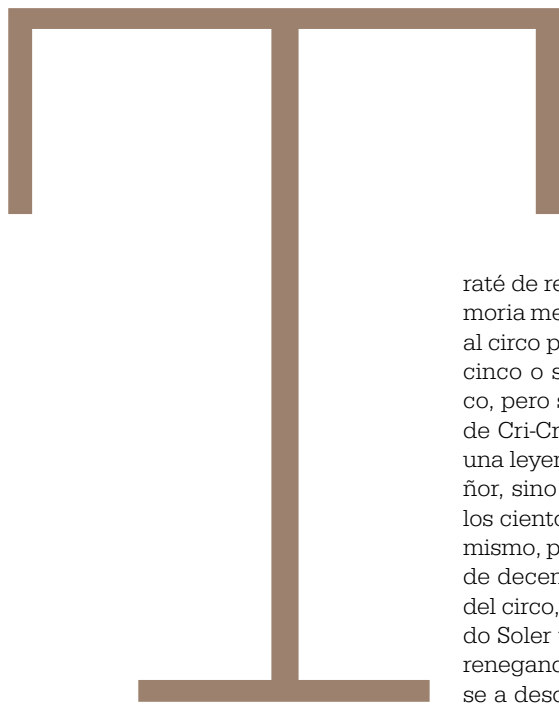 T
raté de re
moria me
al circo p
cinco o s
co, pero s
de Cri-Cr
una leyen
ñor, sino
los ciento
mismo, p
de decen
del circo,
do Soler
renegand
se a desc